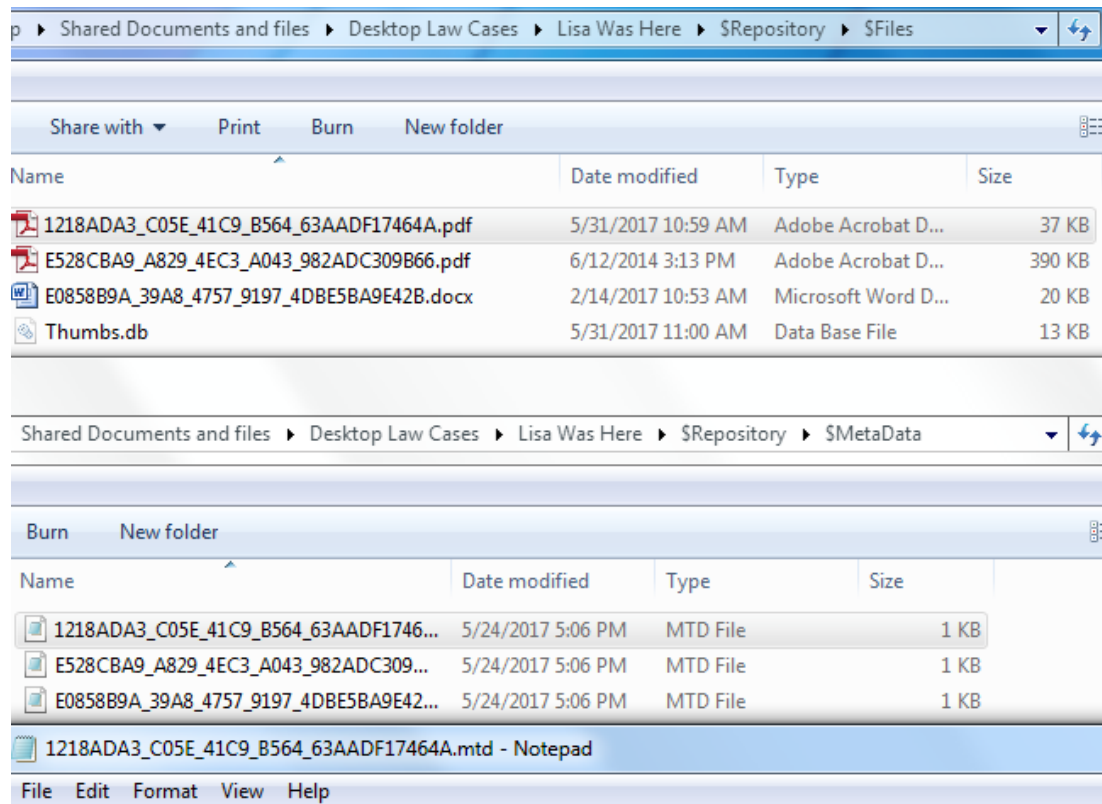 p ▸ Shared Documents and files ▸ Desktop Law Cases ▸ Lisa Was Here ▸ $Repository ▸ $Files
Share with ▼ Print Burn New folder
Name Date modified Type Size
1218ADA3_C05E_41C9_B564_63AADF17464A.pdf 5/31/2017 10:59 AM Adobe Acrobat D... 37 KB
E528CBA9_A829_4EC3_A043_982ADC309B66.pdf 6/12/2014 3:13 PM Adobe Acrobat D... 390 KB
E0858B9A_39A8_4757_9197_4DBE5BA9E42B.docx 2/14/2017 10:53 AM Microsoft Word D... 20 KB
Thumbs.db 5/31/2017 11:00 AM Data Base File 13 KB
Shared Documents and files ▸ Desktop Law Cases ▸ Lisa Was Here ▸ $Repository ▸ $MetaData
Burn New folder
Name Date modified Type Size
1218ADA3_C05E_41C9_B564_63AADF1746... 5/24/2017 5:06 PM MTD File 1 KB
E528CBA9_A829_4EC3_A043_982ADC309... 5/24/2017 5:06 PM MTD File 1 KB
E0858B9A_39A8_4757_9197_4DBE5BA9E42... 5/24/2017 5:06 PM MTD File 1 KB
1218ADA3_C05E_41C9_B564_63AADF17464A.mtd - Notepad
File Edit Format View Help